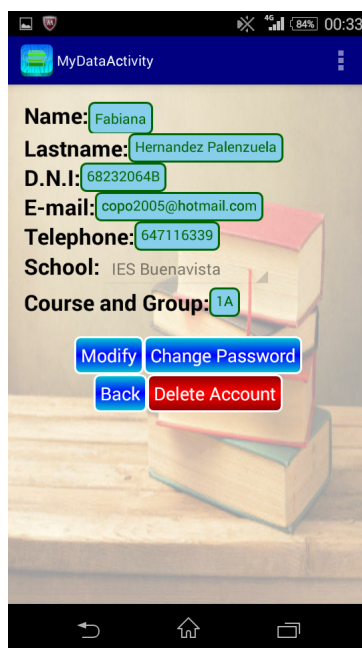 4G 84% 00:33
MyDataActivity
Name: Fabiana
Lastname: Hernandez Palenzuela
D.N.I: 68232064B
E-mail: copo2005@hotmail.com
Telephone: 647116339
School: IES Buenavista
Course and Group: 1A
Modify Change Password
Back Delete Account